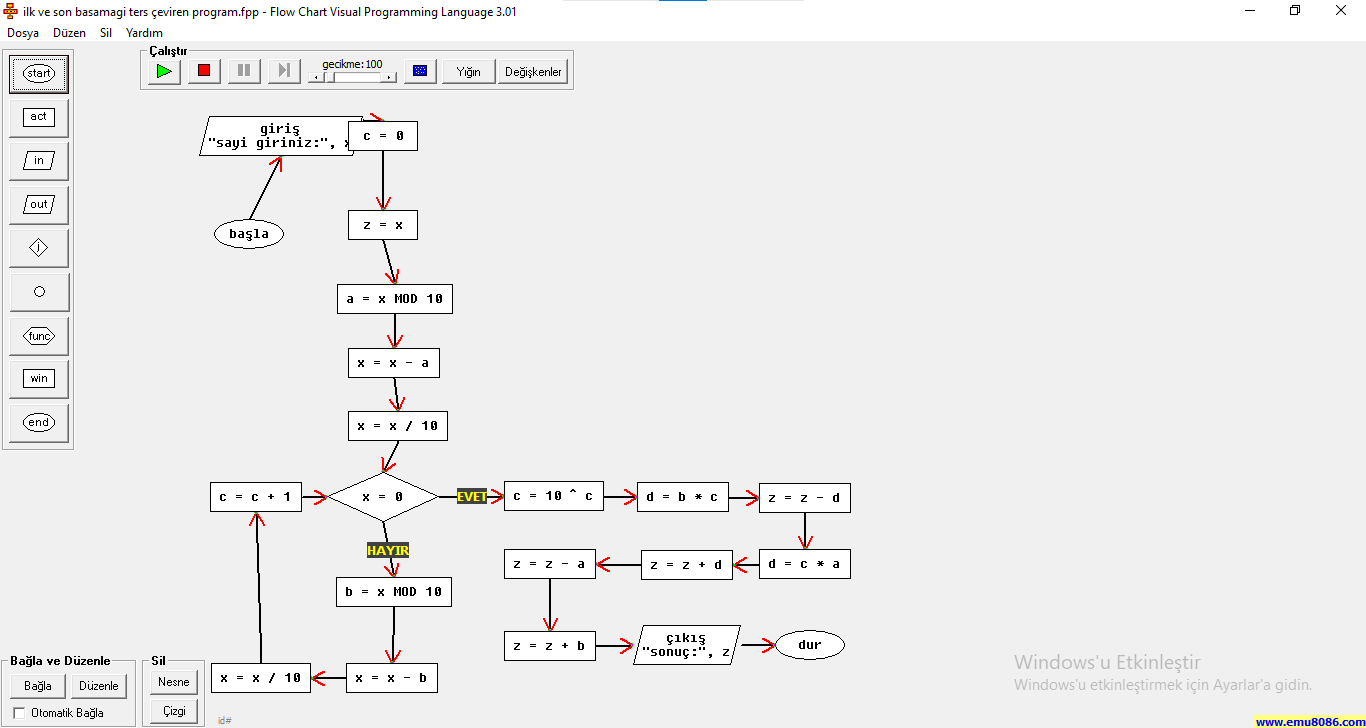 ilk ve son basamagi ters çeviren program.fpp - Flow Chart Visual Programming Language 3.01
Dosya Düzen Sil Yardım
Çalıştır
gecikme:100
Yığın
Değişkenler
start
act
in
out
j
func
win
end
giriş
"sayi giriniz:", x
c = 0
z = x
başla
a = x MOD 10
x = x - a
x = x / 10
c = c + 1
x = 0
EVET
c = 10 ^ c
d = b * c
z = z - d
HAYIR
z = z - a
z = z + d
d = c * a
b = x MOD 10
z = z + b
çıkış
"sonuç:", z
dur
x = x / 10
x = x - b
Bağla ve Düzenle
Bağla
Düzenle
Otomatik Bağla
Sil
Nesne
Çizgi
id#
Windows'u Etkinleştir
Windows'u etkinleştirmek için Ayarlar'a gidin.
www.emu8086.com